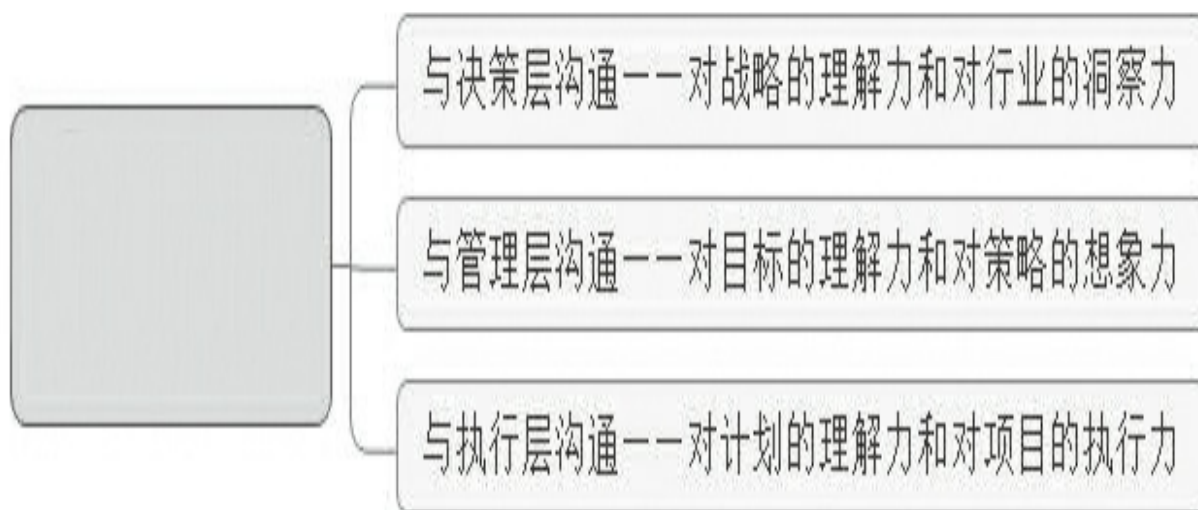 与决策层沟通——对战略的理解力和对行业的洞察力
与管理层沟通——对目标的理解力和对策略的想象力
与执行层沟通——对计划的理解力和对项目的执行力